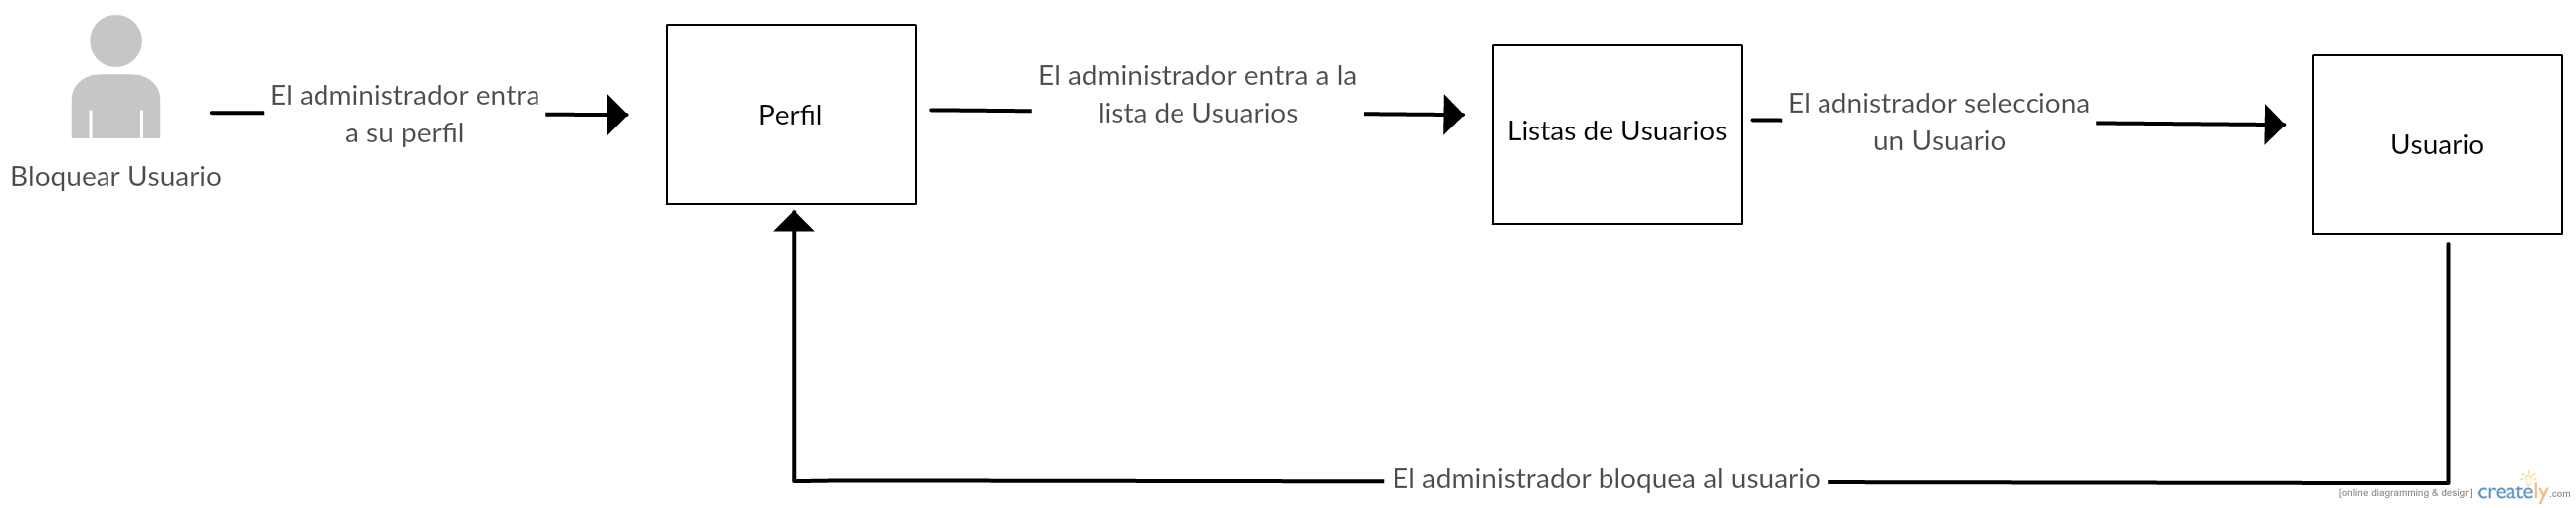 El administrador entra
a su perfil
Bloquear Usuario
Perfil
El administrador entra a la
lista de Usuarios
Listas de Usuarios
El adnistrador selecciona
un Usuario
Usuario
El administrador bloquea al usuario
[online diagramming & design] creately.com